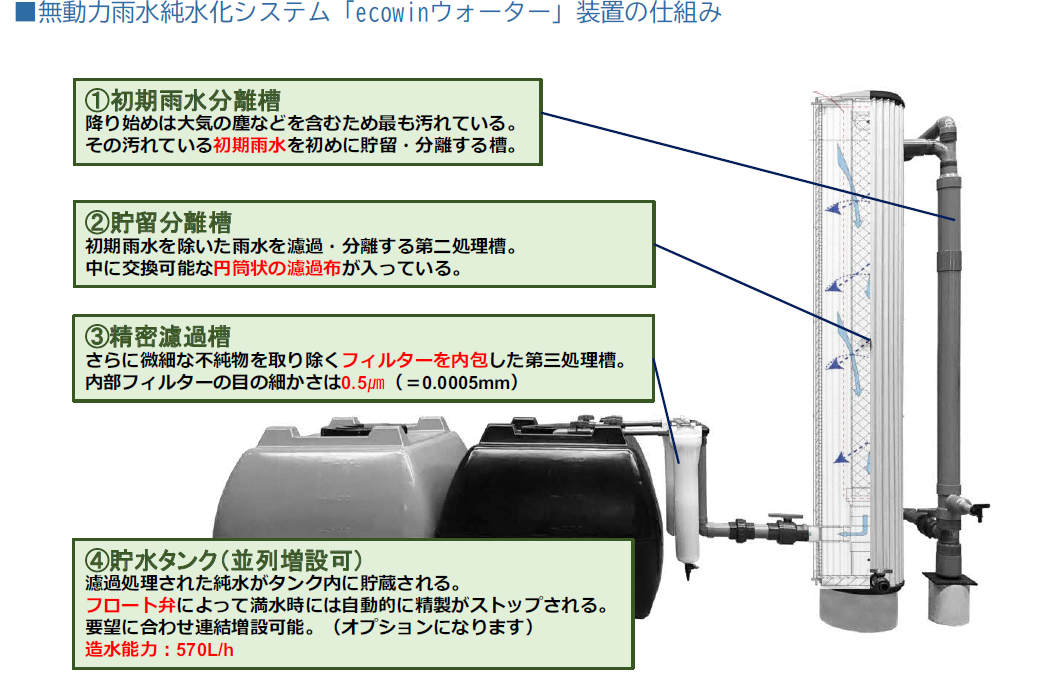 ■無動力雨水純水化システム「ecowinウォーター」装置の仕組み
①初期雨水分離槽
降り始めは大気の塵などを含むため最も汚れている。
その汚れている初期雨水を初めに貯留・分離する槽。
②貯留分離槽
初期雨水を除いた雨水を濾過・分離する第二処理槽。
中に交換可能な円筒状の濾過布が入っている。
③精密濾過槽
さらに微細な不純物を取り除くフィルターを内包した第三処理槽。
内部フィルターの目の細かさは0.5㎛（＝0.0005mm）
④貯水タンク（並列増設可）
濾過処理された純水がタンク内に貯蔵される。
フロート弁によって満水時には自動的に精製がストップされる。
要望に合わせ連結増設可能。（オプションになります）
造水能力：570L/h